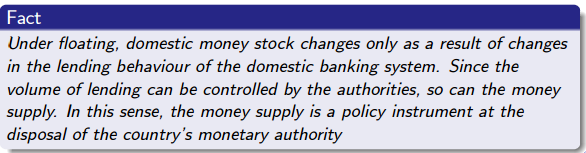 Fact
Under floating, domestic money stock changes only as a result of changes
in the lending behaviour of the domestic banking system. Since the
volume of lending can be controlled by the authorities, so can the money
supply. In this sense, the money supply is a policy instrument at the
disposal of the country's monetary authority